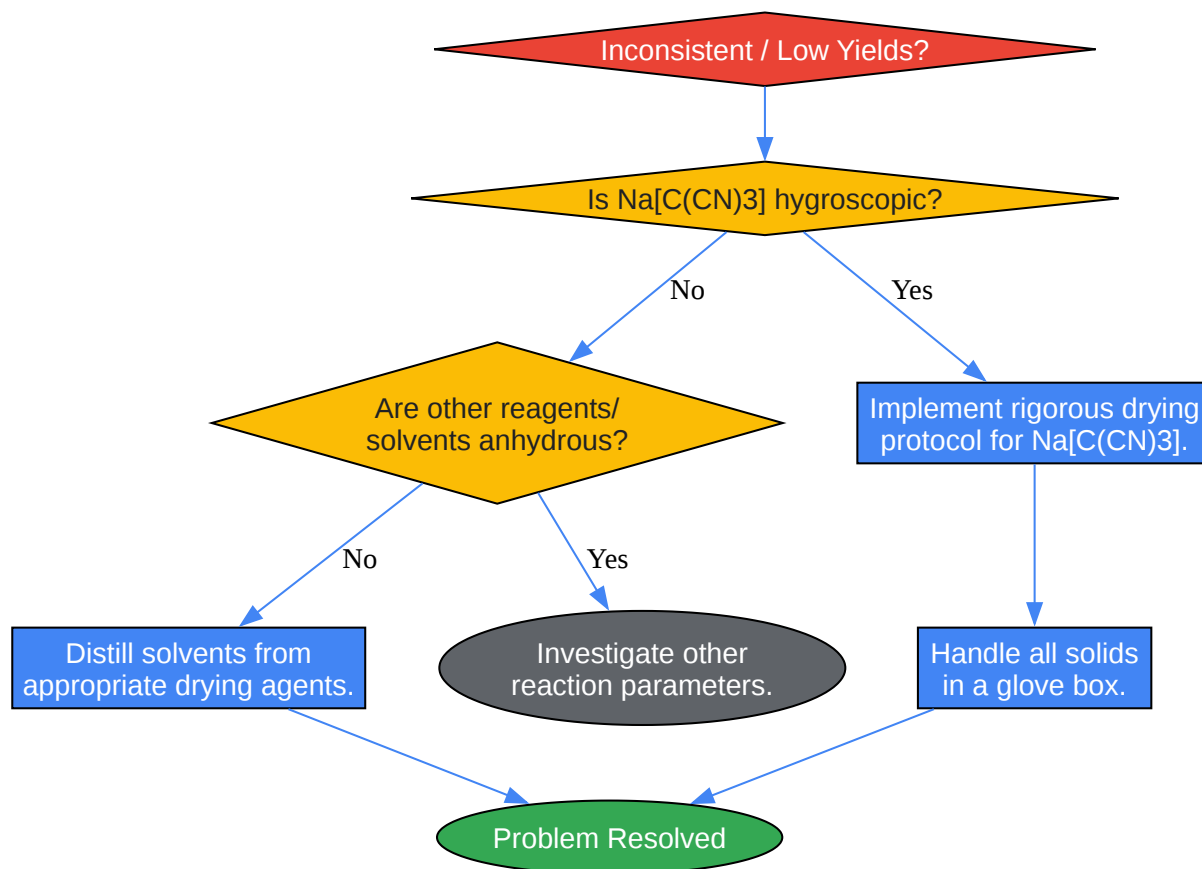 Inconsistent / Low Yields?
Is Na[C(CN)3] hygroscopic?
No
Yes
Are other reagents/
solvents anhydrous?
Implement rigorous drying
protocol for Na[C(CN)3].
No
Yes
Distill solvents from
appropriate drying agents.
Investigate other
reaction parameters.
Handle all solids
in a glove box.
Problem Resolved